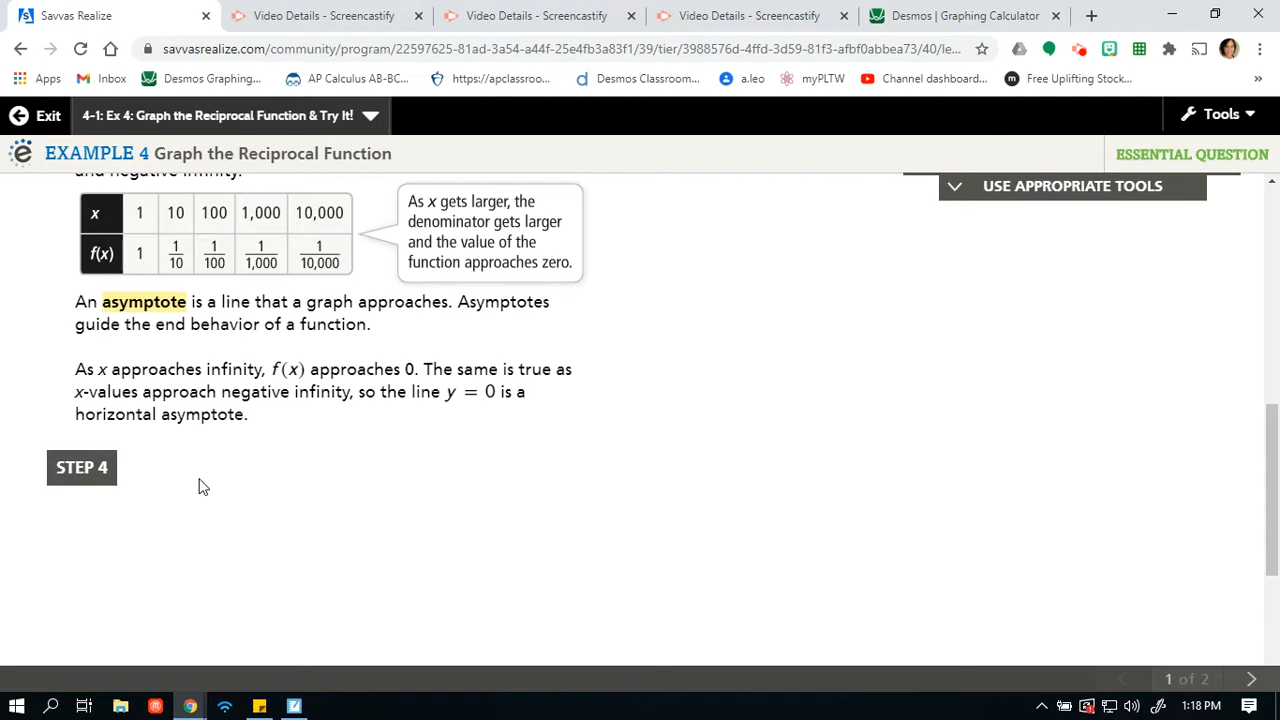 Savvas Realize
Video Details - Screencastify
Video Details - Screencastify
Video Details - Screencastify
Desmos | Graphing Calculator
savvasrealize.com/community/program/22597625-81ad-3a54-a44f-25e4fb3a83f1/39/tier/3988576d-4ffd-3d59-81f3-afbf0abbea73/40/le...
Apps
Inbox
Desmos Graphing...
AP Calculus AB-BC...
https://apclassroo...
Desmos Classroom...
a.leo
myPLTW
Channel dashboard...
Free Uplifting Stock...
»
Exit
4-1: Ex 4: Graph the Reciprocal Function & Try It!
Tools
EXAMPLE 4 Graph the Reciprocal Function
ESSENTIAL QUESTION
and negative infinity.
USE APPROPRIATE TOOLS
x 1 10 100 1,000 10,000
f(x) 1 1/10 1/100 1/1,000 1/10,000
As x gets larger, the
denominator gets larger
and the value of the
function approaches zero.
An asymptote is a line that a graph approaches. Asymptotes
guide the end behavior of a function.
As x approaches infinity, f(x) approaches 0. The same is true as
x-values approach negative infinity, so the line y = 0 is a
horizontal asymptote.
STEP 4
1 of 2
1:18 PM